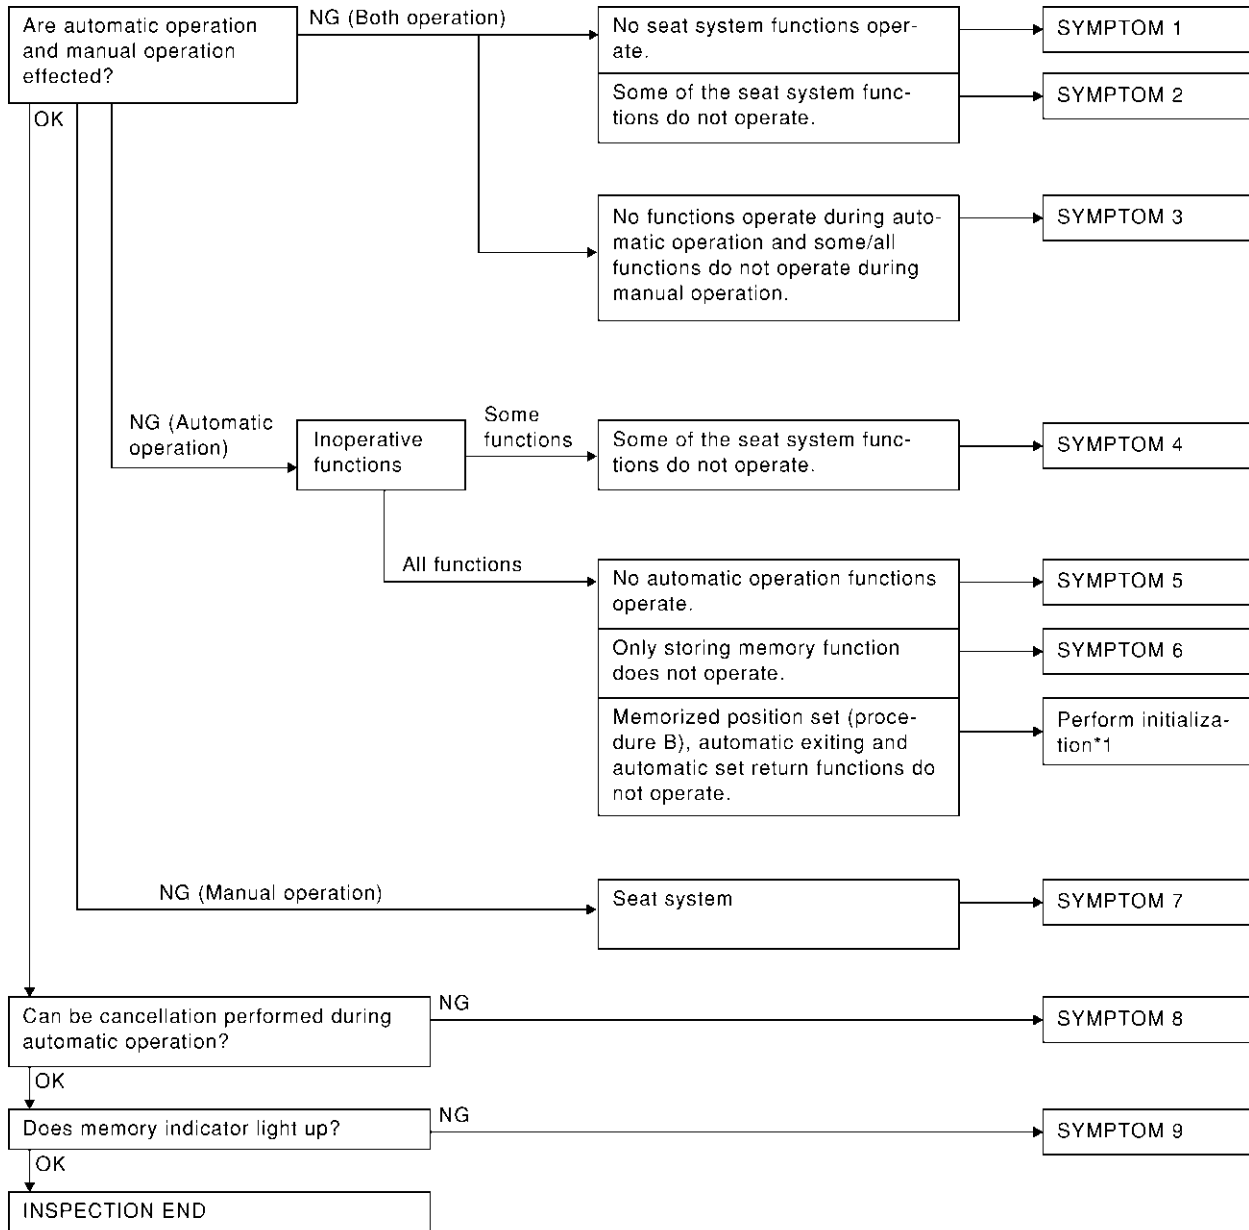 Are automatic operation
and manual operation
effected?
NG (Both operation)
No seat system functions oper-
ate.
SYMPTOM 1
Some of the seat system func-
tions do not operate.
SYMPTOM 2
OK
No functions operate during auto-
matic operation and some/all
functions do not operate during
manual operation.
SYMPTOM 3
NG (Automatic
operation)
Inoperative
functions
Some
functions
Some of the seat system func-
tions do not operate.
SYMPTOM 4
All functions
No automatic operation functions
operate.
SYMPTOM 5
Only storing memory function
does not operate.
SYMPTOM 6
Memorized position set (proce-
dure B), automatic exiting and
automatic set return functions do
not operate.
Perform initializa-
tion*1
NG (Manual operation)
Seat system
SYMPTOM 7
Can be cancellation performed during
automatic operation?
NG
SYMPTOM 8
OK
Does memory indicator light up?
NG
SYMPTOM 9
OK
INSPECTION END